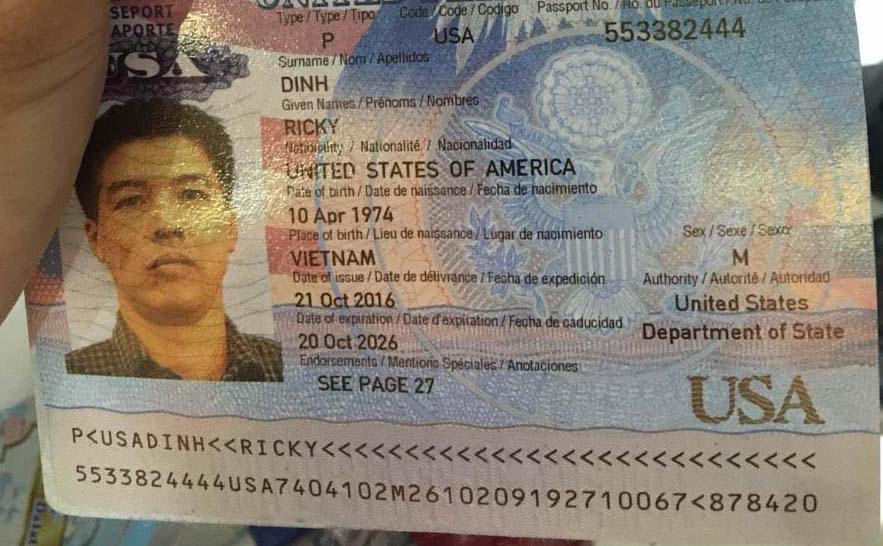 SEPORT
APORTE
USA
Type / Type / Tipo Code / Code / Codigo Passport No. / No. du Passeport / No. de
P USA 553382444
Surname / Nom / Apellidos
DINH
Given Names / Prénoms / Nombres
RICKY
Nationality / Nationalité / Nacionalidad
UNITED STATES OF AMERICA
Date of birth / Date de naissance / Fecha de nacimiento
10 Apr 1974
Place of birth / Lieu de naissance / Lugar de nacimiento Sex / Sexe / Sexo
VIETNAM M
Date of issue / Date de délivrance / Fecha de expedición Authority / Autorité / Autoridad
21 Oct 2016 United States
Date of expiration / Date d'expiration / Fecha de caducidad Department of State
20 Oct 2026
Endorsements / Mentions Spéciales / Anotaciones
SEE PAGE 27
USA
P<USADINH<<RICKY<<<<<<<<<<<<<<<<<<<<<<<<<<<<
5533824444USA7404102M2610209192710067<878420